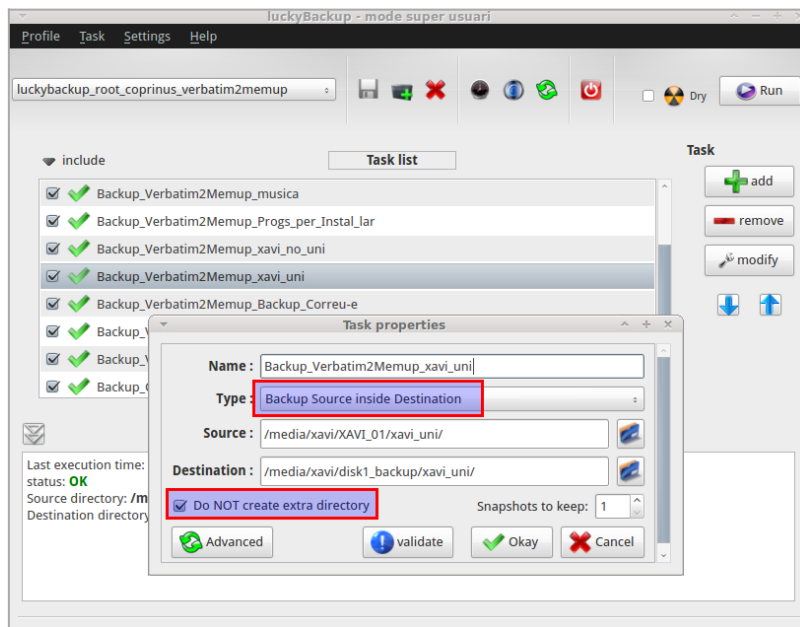 luckyBackup - mode super usuari
Profile Task Settings Help
luckybackup_root_coprinus_verbatim2memup
Dry
Run
include
Task list
Task
Backup_Verbatim2Memup_musica
add
Backup_Verbatim2Memup_Progs_per_Instal_lar
remove
Backup_Verbatim2Memup_xavi_no_uni
modify
Backup_Verbatim2Memup_xavi_uni
Backup_Verbatim2Memup_Backup_Correu-e
Task properties
Name : Backup_Verbatim2Memup_xavi_uni
Type : Backup Source inside Destination
Source : /media/xavi/XAVI_01/xavi_uni/
Destination : /media/xavi/disk1_backup/xavi_uni/
Do NOT create extra directory Snapshots to keep: 1
Advanced validate Okay Cancel
Last execution time:
status: OK
Source directory:
Destination directory